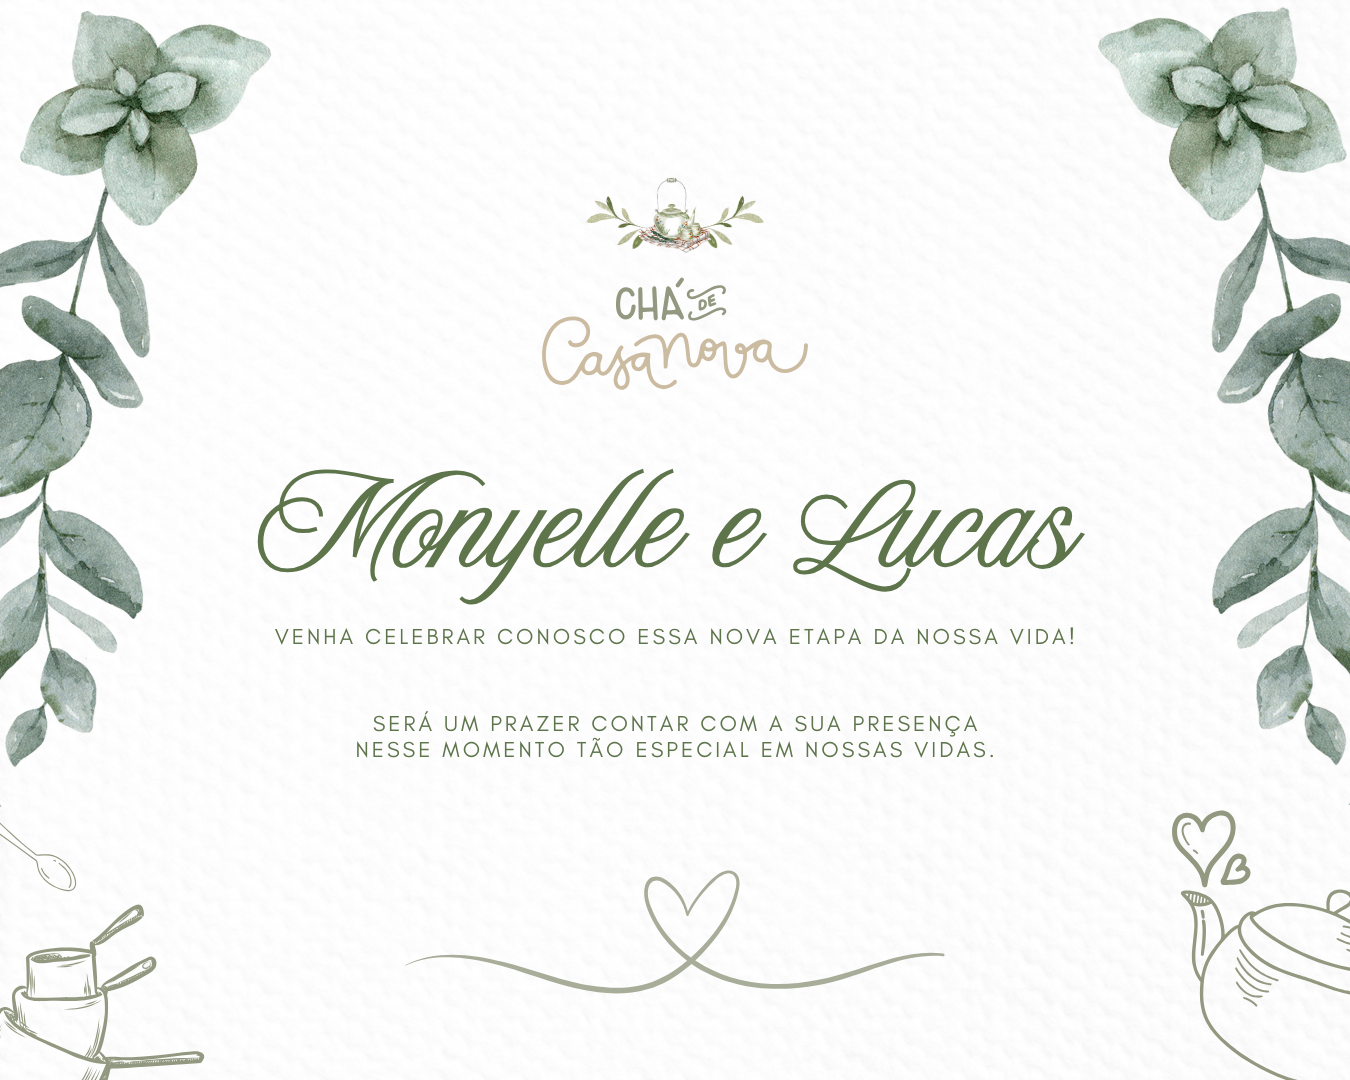 CHÁ DE
Casa Nova
Monyelle e Lucas
VENHA CELEBRAR CONOSCO ESSA NOVA ETAPA DA NOSSA VIDA!
SERÁ UM PRAZER CONTAR COM A SUA PRESENÇA
NESSE MOMENTO TÃO ESPECIAL EM NOSSAS VIDAS.